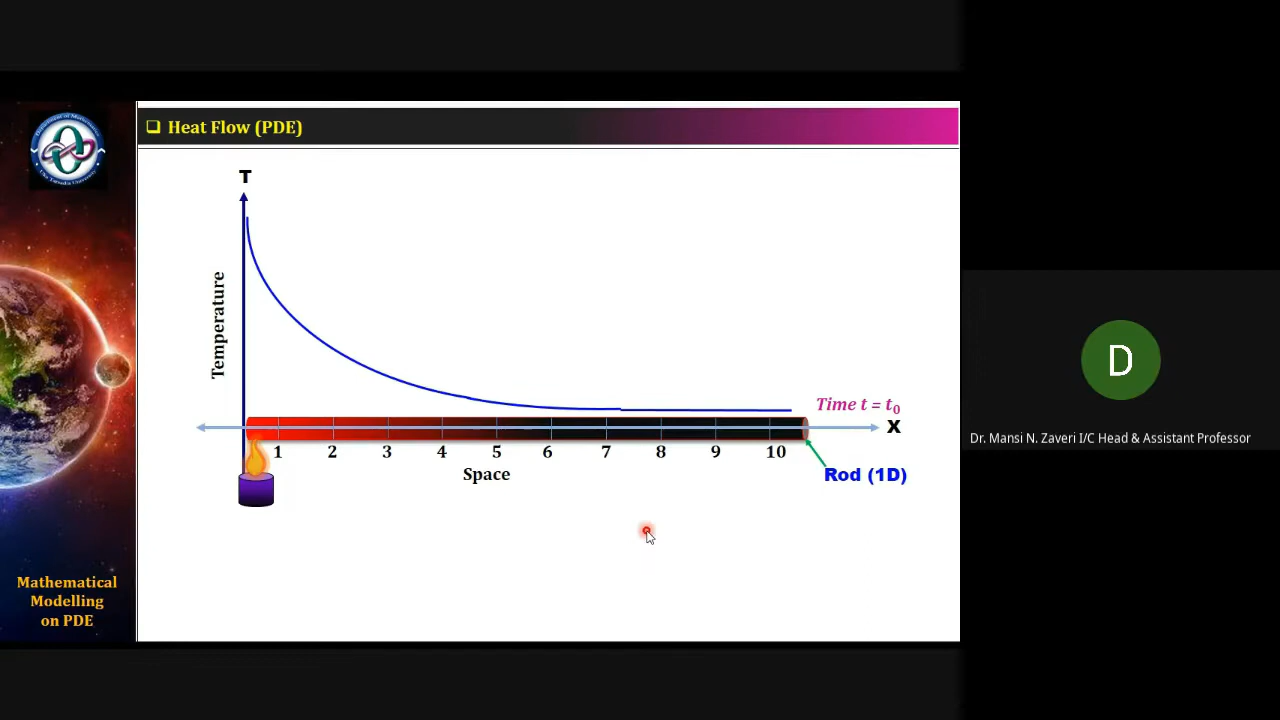 ❑ Heat Flow (PDE)
T
Temperature
Time t = t₀
X
1 2 3 4 5 6 7 8 9 10
Space
Rod (1D)
Mathematical
Modelling
on PDE
D
Dr. Mansi N. Zaveri I/C Head & Assistant Professor